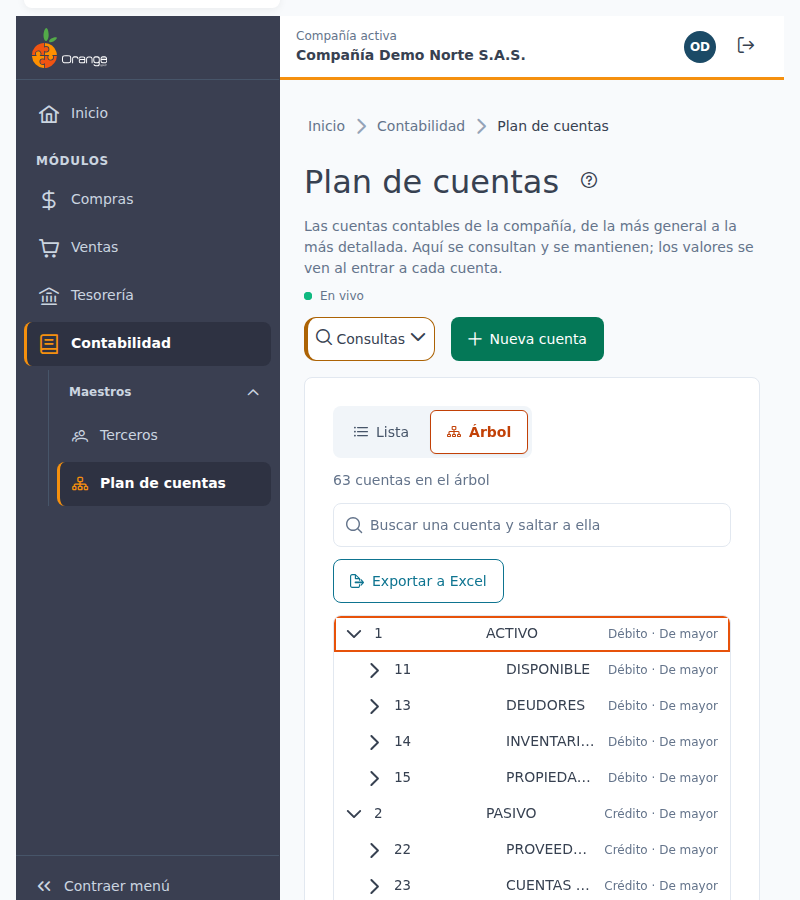 Orange
Inicio
MÓDULOS
Compras
Ventas
Tesorería
Contabilidad
Maestros
Terceros
Plan de cuentas
Contraer menú
Compañía activa
Compañía Demo Norte S.A.S.
OD
Inicio > Contabilidad > Plan de cuentas
Plan de cuentas
Las cuentas contables de la compañía, de la más general a la
más detallada. Aquí se consultan y se mantienen; los valores se
ven al entrar a cada cuenta.
En vivo
Consultas
Nueva cuenta
Lista
Árbol
63 cuentas en el árbol
Buscar una cuenta y saltar a ella
Exportar a Excel
1 ACTIVO Débito · De mayor
11 DISPONIBLE Débito · De mayor
13 DEUDORES Débito · De mayor
14 INVENTARI… Débito · De mayor
15 PROPIEDA… Débito · De mayor
2 PASIVO Crédito · De mayor
22 PROVEED… Crédito · De mayor
23 CUENTAS … Crédito · De mayor